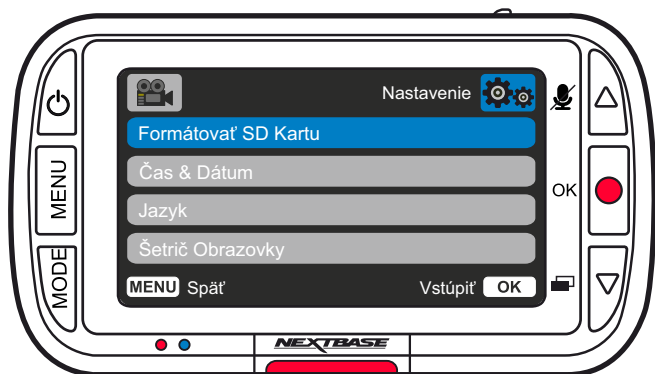 Nastavenie
Formátovať SD Kartu
Čas & Dátum
Jazyk
Šetrič Obrazovky
MENU Späť
Vstúpiť OK
MENU
MODE
OK
NEXTBASE